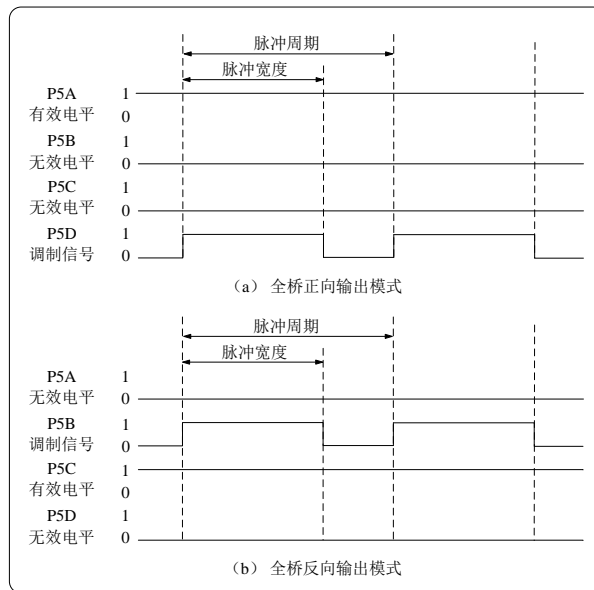 脉冲周期
脉冲宽度
P5A 1
有效电平 0
P5B 1
无效电平 0
P5C 1
无效电平 0
P5D 1
调制信号 0
（a） 全桥正向输出模式
脉冲周期
脉冲宽度
P5A 1
无效电平 0
P5B 1
调制信号 0
P5C 1
有效电平 0
P5D 1
无效电平 0
（b） 全桥反向输出模式